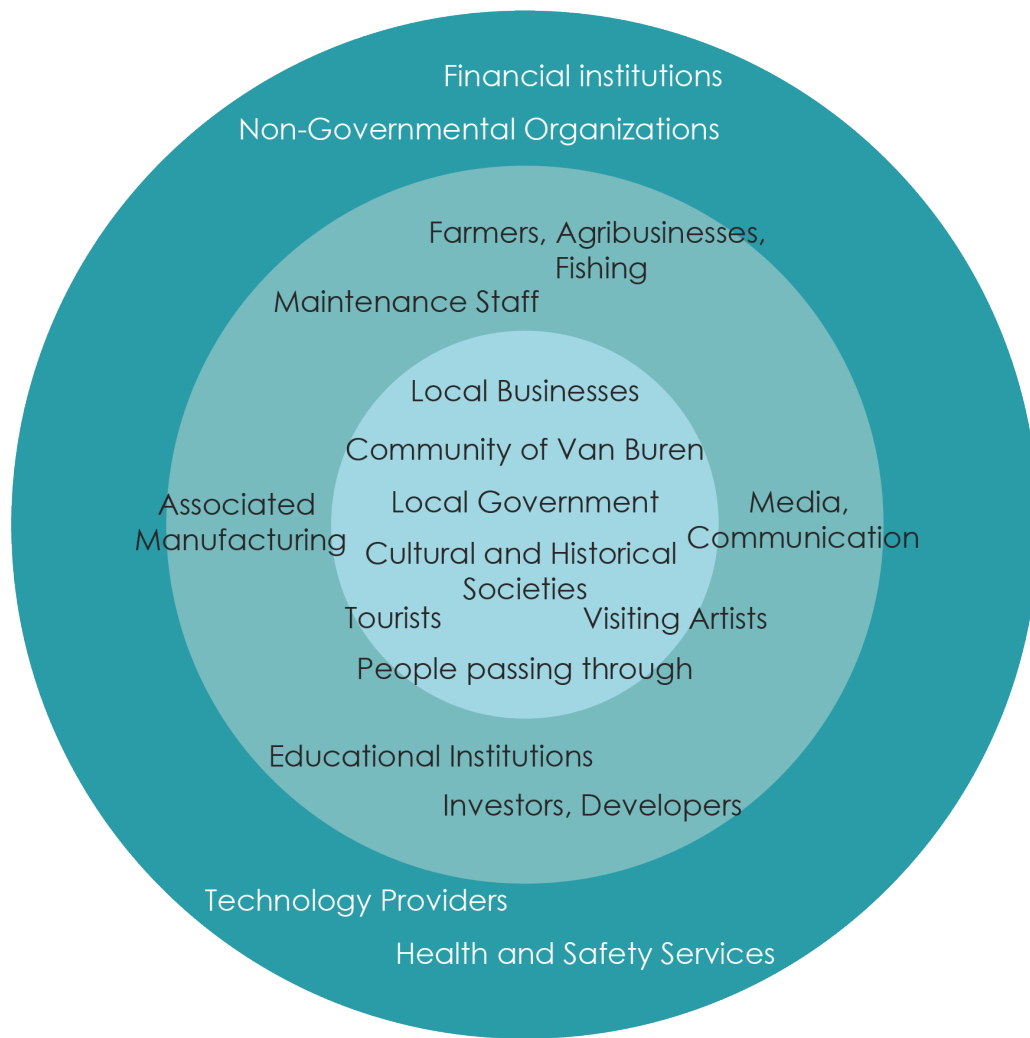 Financial institutions
Non-Governmental Organizations
Farmers, Agribusinesses,
Fishing
Maintenance Staff
Local Businesses
Community of Van Buren
Associated
Manufacturing
Local Government
Media,
Communication
Cultural and Historical
Societies
Tourists
Visiting Artists
People passing through
Educational Institutions
Investors, Developers
Technology Providers
Health and Safety Services